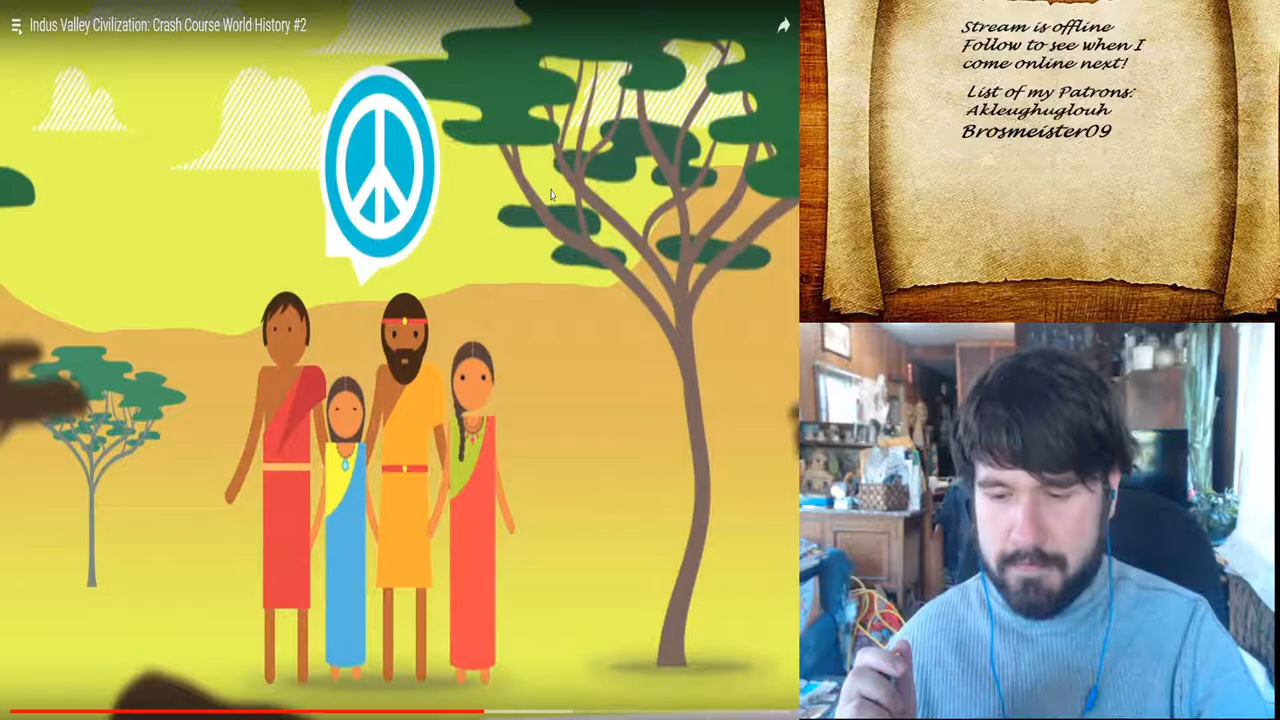 Indus Valley Civilization: Crash Course World History #2
Stream is offline
Follow to see when I
come online next!
List of my Patrons:
Akleughuglouh
Brosmeister09